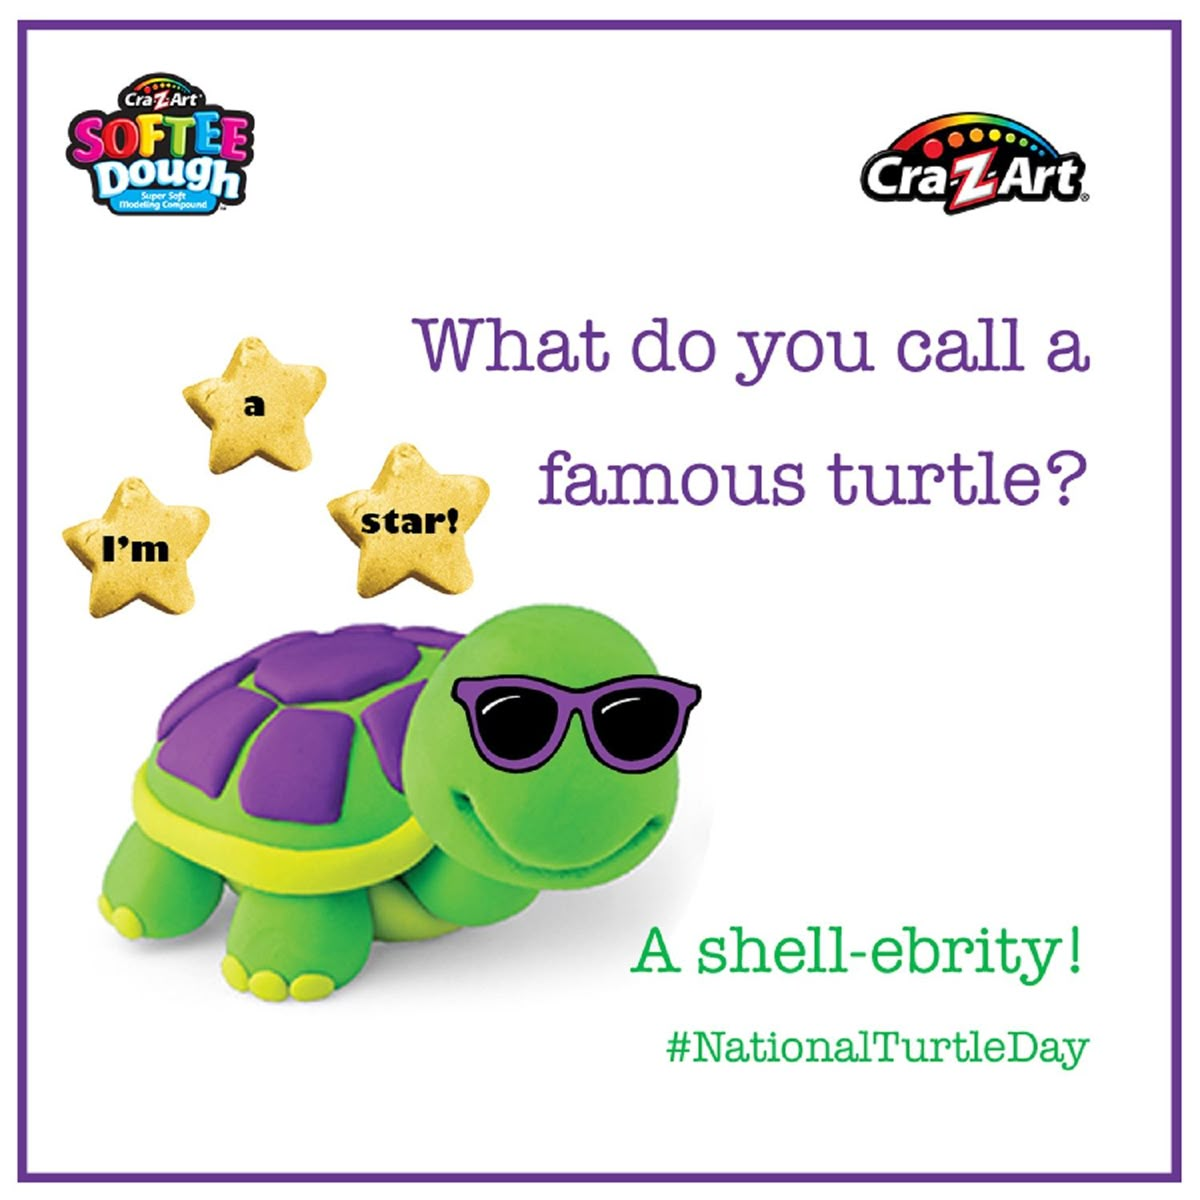 Cra-Z-Art
SOFTEE
Dough
Super Soft
Modeling Compound
™
Cra-Z-Art®
What do you call a
famous turtle?
I'm
a
star!
A shell-ebrity!
#NationalTurtleDay